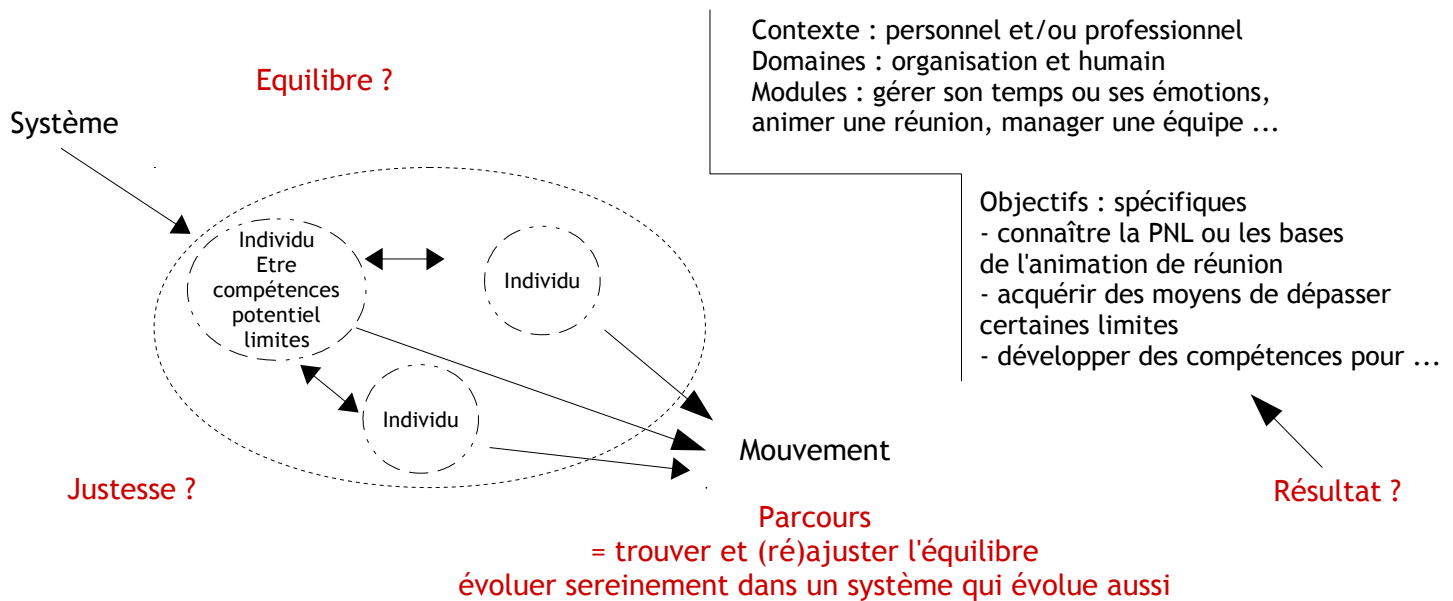 Contexte : personnel et/ou professionnel
Domaines : organisation et humain
Modules : gérer son temps ou ses émotions,
animer une réunion, manager une équipe ...
Equilibre ?
Système
Objectifs : spécifiques
- connaître la PNL ou les bases
de l'animation de réunion
- acquérir des moyens de dépasser
certaines limites
- développer des compétences pour ...
Individu
Etre
compétences
potentiel
limites
Individu
Individu
Mouvement
Justesse ?
Résultat ?
Parcours
= trouver et (ré)ajuster l'équilibre
évoluer sereinement dans un système qui évolue aussi